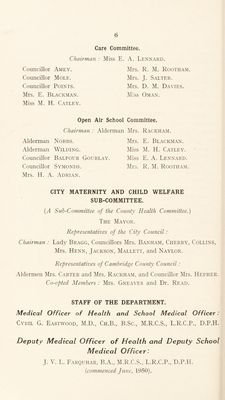 6
Care Committee.
Chairman : Miss E. A. LENNARD.
Councillor AMEY. Mrs. R. M. ROOTHAM.
Councillor MOLE. Mrs. J. SALTER.
Councillor POINTS. Mrs. D. M. DAVIES.
Mrs. E. BLACKMAN. Miss OMAN.
Miss M. H. CATLEY.
Open Air School Committee.
Chairman : Alderman Mrs. RACKHAM.
Alderman NOBBS. Mrs. E. BLACKMAN.
Alderman WILDING. Miss M. H. CATLEY.
Councillor BALFOUR GOURLAY. Miss E. A. LENNARD.
Councillor SYMONDS. Mrs. R. M. ROOTHAM.
Mrs. H. A. ADRIAN.
CITY MATERNITY AND CHILD WELFARE
SUB-COMMITTEE.
(A Sub-Committee of the County Health Committee.)
THE MAYOR.
Representatives of the City Council :
Chairman : Lady BRAGG, Councillors Mrs. BANHAM, CHERRY, COLLINS,
Mrs. HENN, JACKSON, MALLETT, and NAYLOR.
Representatives of Cambridge County Council :
Aldermen Mrs. CARTER and Mrs. RACKHAM, and Councillor Mrs. HEFFER.
Co-opted Members : Mrs. GREAVES and Dr. READ.
STAFF OF THE DEPARTMENT.
Medical Officer of Health and School Medical Officer :
CYRIL G. EASTWOOD, M.D., CH.B., B.SC., M.R.C.S., L.R.C.P., D.P.H.
Deputy Medical Officer of Health and Deputy School
Medical Officer :
J. V. L. FARQUHAR, B.A., M.R.C.S., L.R.C.P., D.P.H.
(commenced June, 1950).